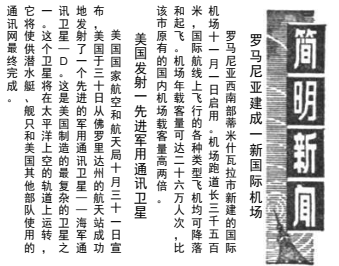 简明新闻
罗马尼亚建成一新国际机场
罗马尼亚西南部蒂米什瓦拉市新建的国际
机场十一月一日启用。机场跑道长三千五百
米，国际航线上飞行的各种类型飞机均可降落
和起飞。机场年载客量可达二十六万人次，比
该市原有的国内机场载客量高两倍。
美国发射一先进军用通讯卫星
美国国家航空和航天局十月三十一日宣
布，美国于三十日从佛罗里达州的航天站成功
地发射了一个先进的军用通讯卫星——海军通
讯卫星—D。这是美国制造的最复杂的卫星之
一。这个卫星将在太平洋上空的轨道上运转，
它将使供潜水艇、舰只和美国其他部队使用的
通讯网最终完成。